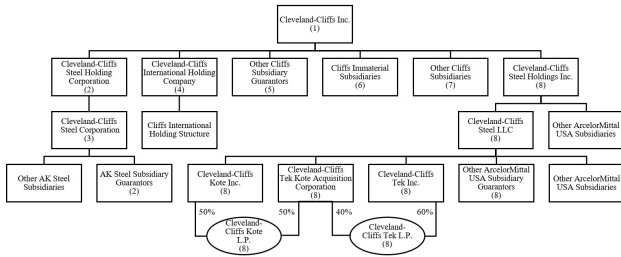 Cleveland-Cliffs Inc.
(1)
Cleveland-Cliffs
Steel Holding
Corporation
(2)
Cleveland-Cliffs
International Holding
Company
(4)
Other Cliffs
Subsidiary
Guarantors
(5)
Cliffs Immaterial
Subsidiaries
(6)
Other Cliffs
Subsidiaries
(7)
Cleveland-Cliffs
Steel Holdings Inc.
(8)
Cleveland-Cliffs
Steel Corporation
(3)
Cliffs International
Holding Structure
Cleveland-Cliffs
Steel LLC
(8)
Other ArcelorMittal
USA Subsidiaries
Other AK Steel
Subsidiaries
AK Steel Subsidiary
Guarantors
(2)
Cleveland-Cliffs
Kote Inc.
(8)
Cleveland-Cliffs
Tek Kote Acquisition
Corporation
(8)
Cleveland-Cliffs
Tek Inc.
(8)
Other ArcelorMittal
USA Subsidiary
Guarantors
(8)
Other ArcelorMittal
USA Subsidiaries
50%
50%
40%
60%
Cleveland-
Cliffs Kote
L.P.
(8)
Cleveland-
Cliffs Tek L.P.
(8)